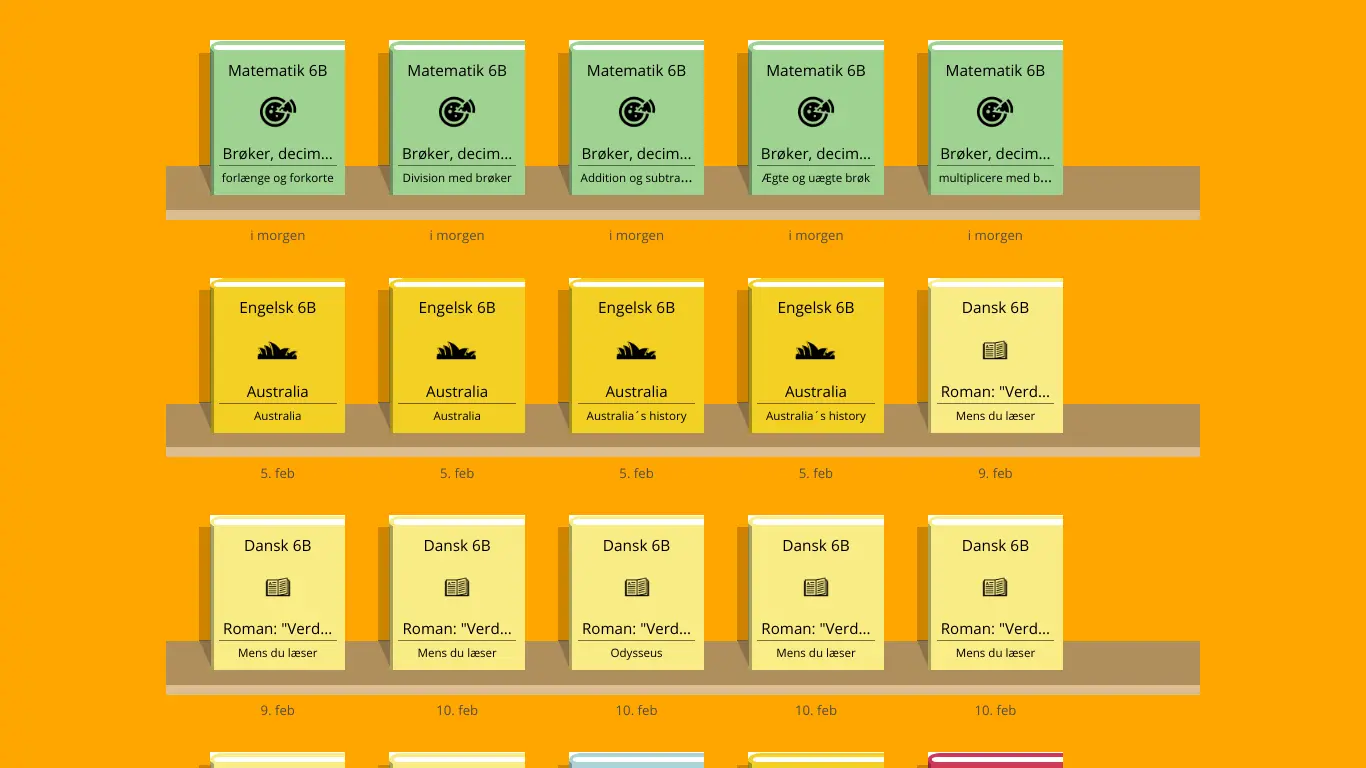 Matematik 6B
Brøker, decim...
forlænge og forkorte
i morgen
Matematik 6B
Brøker, decim...
Division med brøker
i morgen
Matematik 6B
Brøker, decim...
Addition og subtra...
i morgen
Matematik 6B
Brøker, decim...
Ægte og uægte brøk
i morgen
Matematik 6B
Brøker, decim...
multiplicere med b...
i morgen
Engelsk 6B
Australia
Australia
5. feb
Engelsk 6B
Australia
Australia
5. feb
Engelsk 6B
Australia
Australia´s history
5. feb
Engelsk 6B
Australia
Australia´s history
5. feb
Dansk 6B
Roman: "Verd...
Mens du læser
9. feb
Dansk 6B
Roman: "Verd...
Mens du læser
9. feb
Dansk 6B
Roman: "Verd...
Mens du læser
10. feb
Dansk 6B
Roman: "Verd...
Odysseus
10. feb
Dansk 6B
Roman: "Verd...
Mens du læser
10. feb
Dansk 6B
Roman: "Verd...
Mens du læser
10. feb